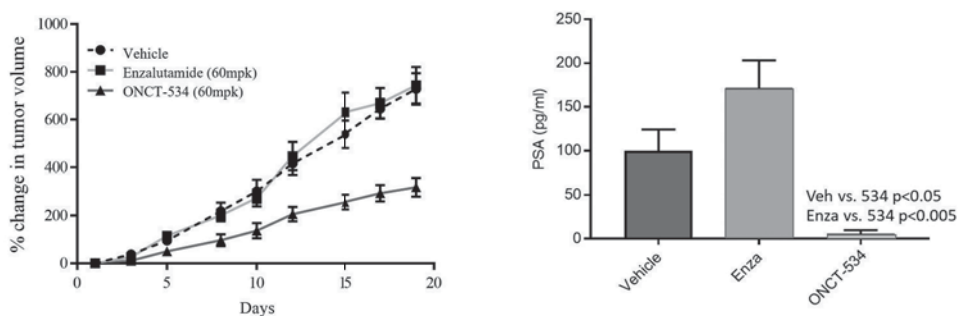 1000
800
600
400
200
0
% change in tumor volume
Vehicle
Enzalutamide (60mpk)
ONCT-534 (60mpk)
0 5 10 15 20
Days
250
200
150
100
50
0
PSA (pg/ml)
Veh vs. 534 p<0.05
Enza vs. 534 p<0.005
Vehicle
Enza
ONCT-534